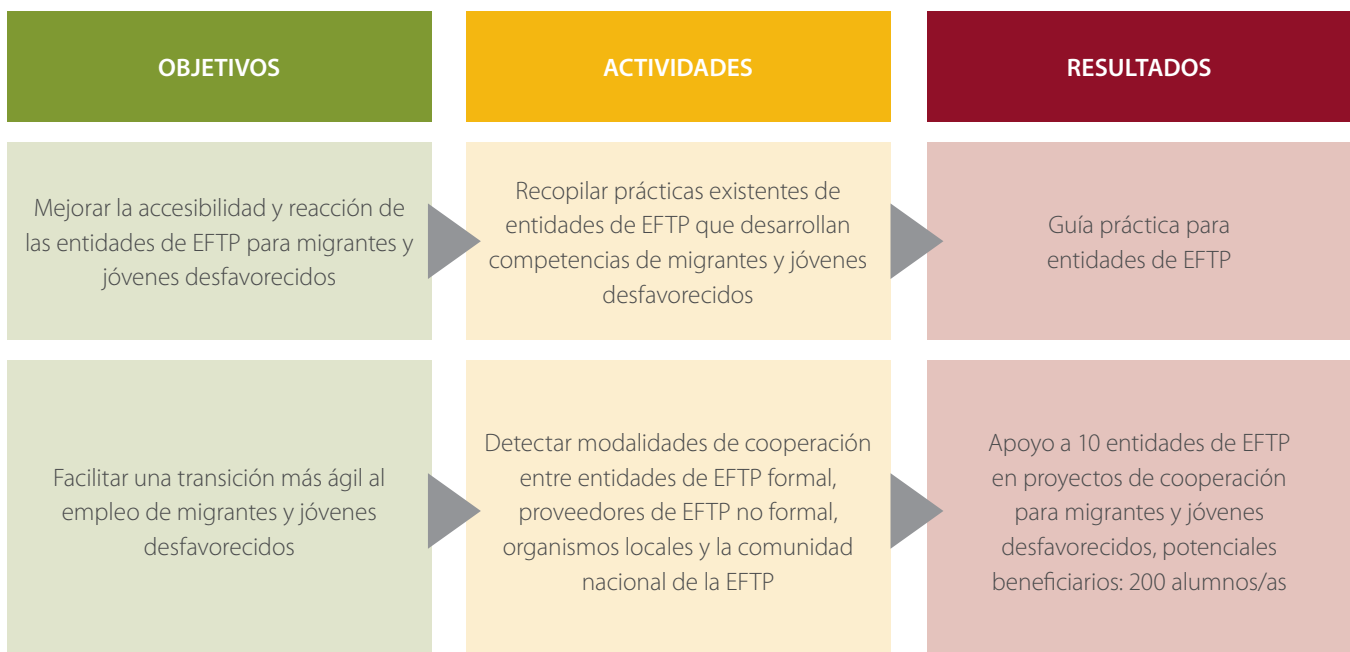 OBJETIVOS
ACTIVIDADES
RESULTADOS
Mejorar la accesibilidad y reacción de
las entidades de EFTP para migrantes y
jóvenes desfavorecidos
Recopilar prácticas existentes de
entidades de EFTP que desarrollan
competencias de migrantes y jóvenes
desfavorecidos
Guía práctica para
entidades de EFTP
Facilitar una transición más ágil al
empleo de migrantes y jóvenes
desfavorecidos
Detectar modalidades de cooperación
entre entidades de EFTP formal,
proveedores de EFTP no formal,
organismos locales y la comunidad
nacional de la EFTP
Apoyo a 10 entidades de EFTP
en proyectos de cooperación
para migrantes y jóvenes
desfavorecidos, potenciales
beneficiarios: 200 alumnos/as